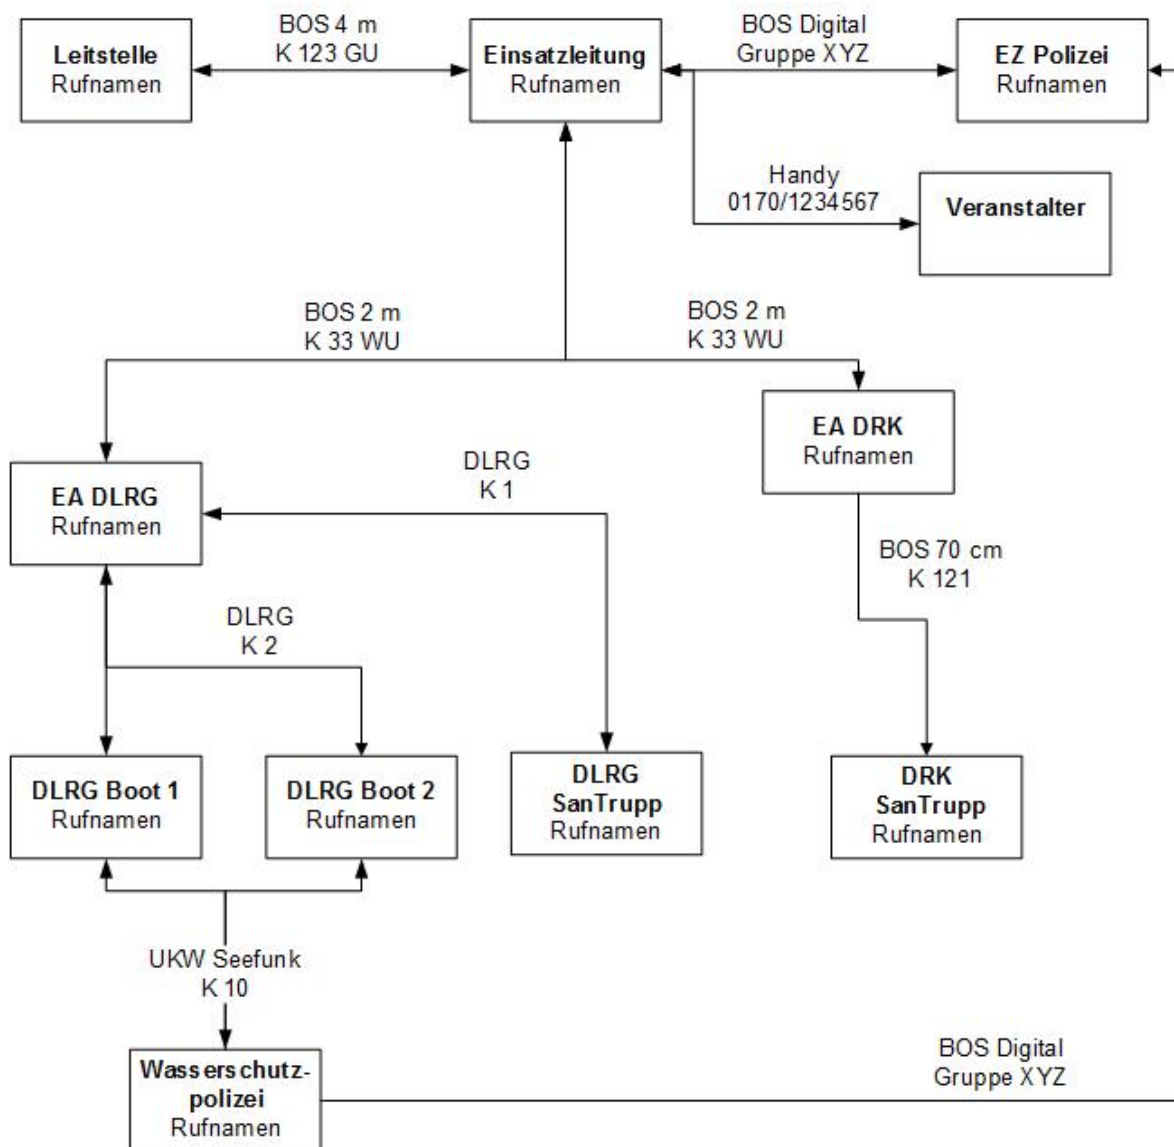 BOS 4 m
K 123 GU
BOS Digital
Gruppe XYZ
Leitstelle
Rufnamen
Einsatzleitung
Rufnamen
EZ Polizei
Rufnamen
Handy
0170/1234567
Veranstalter
BOS 2 m
K 33 WU
BOS 2 m
K 33 WU
EA DRK
Rufnamen
EA DLRG
Rufnamen
DLRG
K 1
BOS 70 cm
K 121
DLRG
K 2
DLRG Boot 1
Rufnamen
DLRG Boot 2
Rufnamen
DLRG
SanTrupp
Rufnamen
DRK
SanTrupp
Rufnamen
UKW Seefunk
K 10
Wasserschutz-
polizei
Rufnamen
BOS Digital
Gruppe XYZ